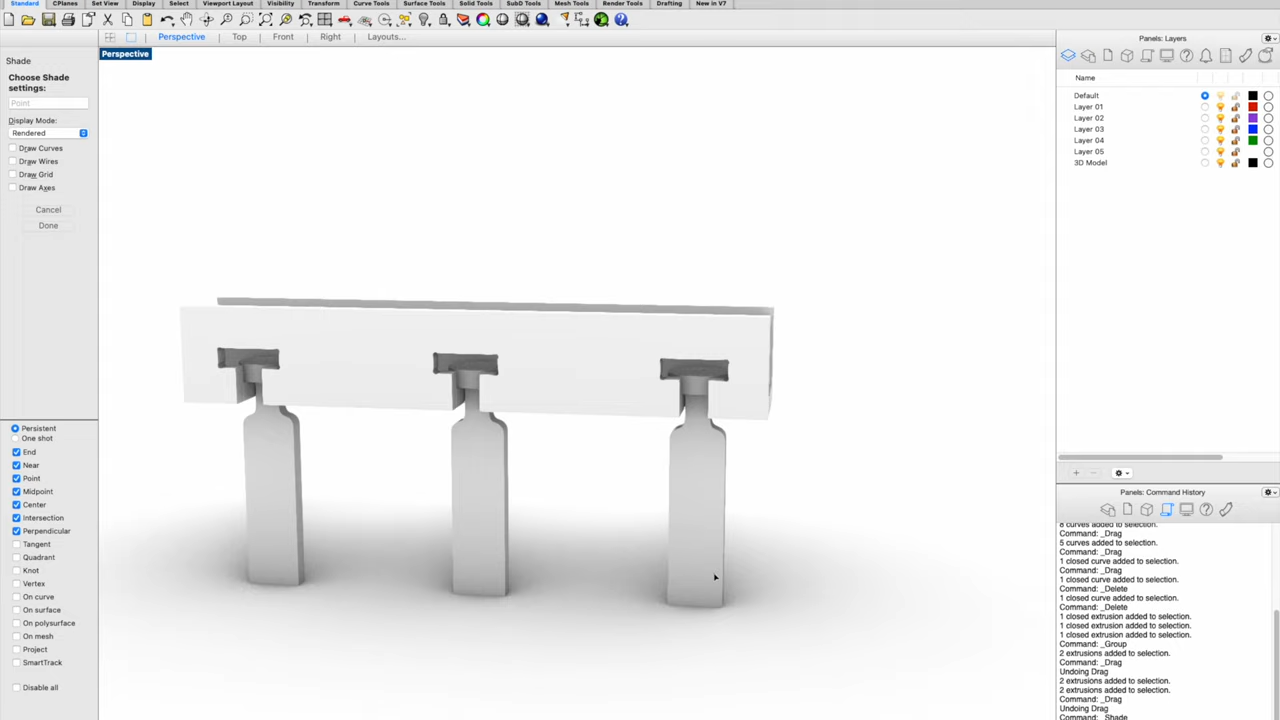 Standard CPlanes Set View Display Select Viewport Layout Visibility Transform Curve Tools Surface Tools Solid Tools SubD Tools Mesh Tools Render Tools Drafting New in V7
Perspective Top Front Right Layouts...
Perspective
Shade
Choose Shade settings:
Point
Display Mode:
Rendered
Draw Curves
Draw Wires
Draw Grid
Draw Axes
Cancel
Done
Persistent
One shot
End
Near
Point
Midpoint
Center
Intersection
Perpendicular
Tangent
Quadrant
Knot
Vertex
On curve
On surface
On polysurface
On mesh
Project
SmartTrack
Disable all
Panels: Layers
Name
Default
Layer 01
Layer 02
Layer 03
Layer 04
Layer 05
3D Model
Panels: Command History
8 curves added to selection.
Command: _Drag
5 curves added to selection.
Command: _Drag
1 closed curve added to selection.
Command: _Drag
1 closed curve added to selection.
Command: _Delete
1 closed curve added to selection.
Command: _Delete
1 closed extrusion added to selection.
1 closed extrusion added to selection.
1 closed extrusion added to selection.
Command: _Group
2 extrusions added to selection.
Command: _Drag
Undoing Drag
2 extrusions added to selection.
2 extrusions added to selection.
Command: _Drag
Undoing Drag
Command: _Shade